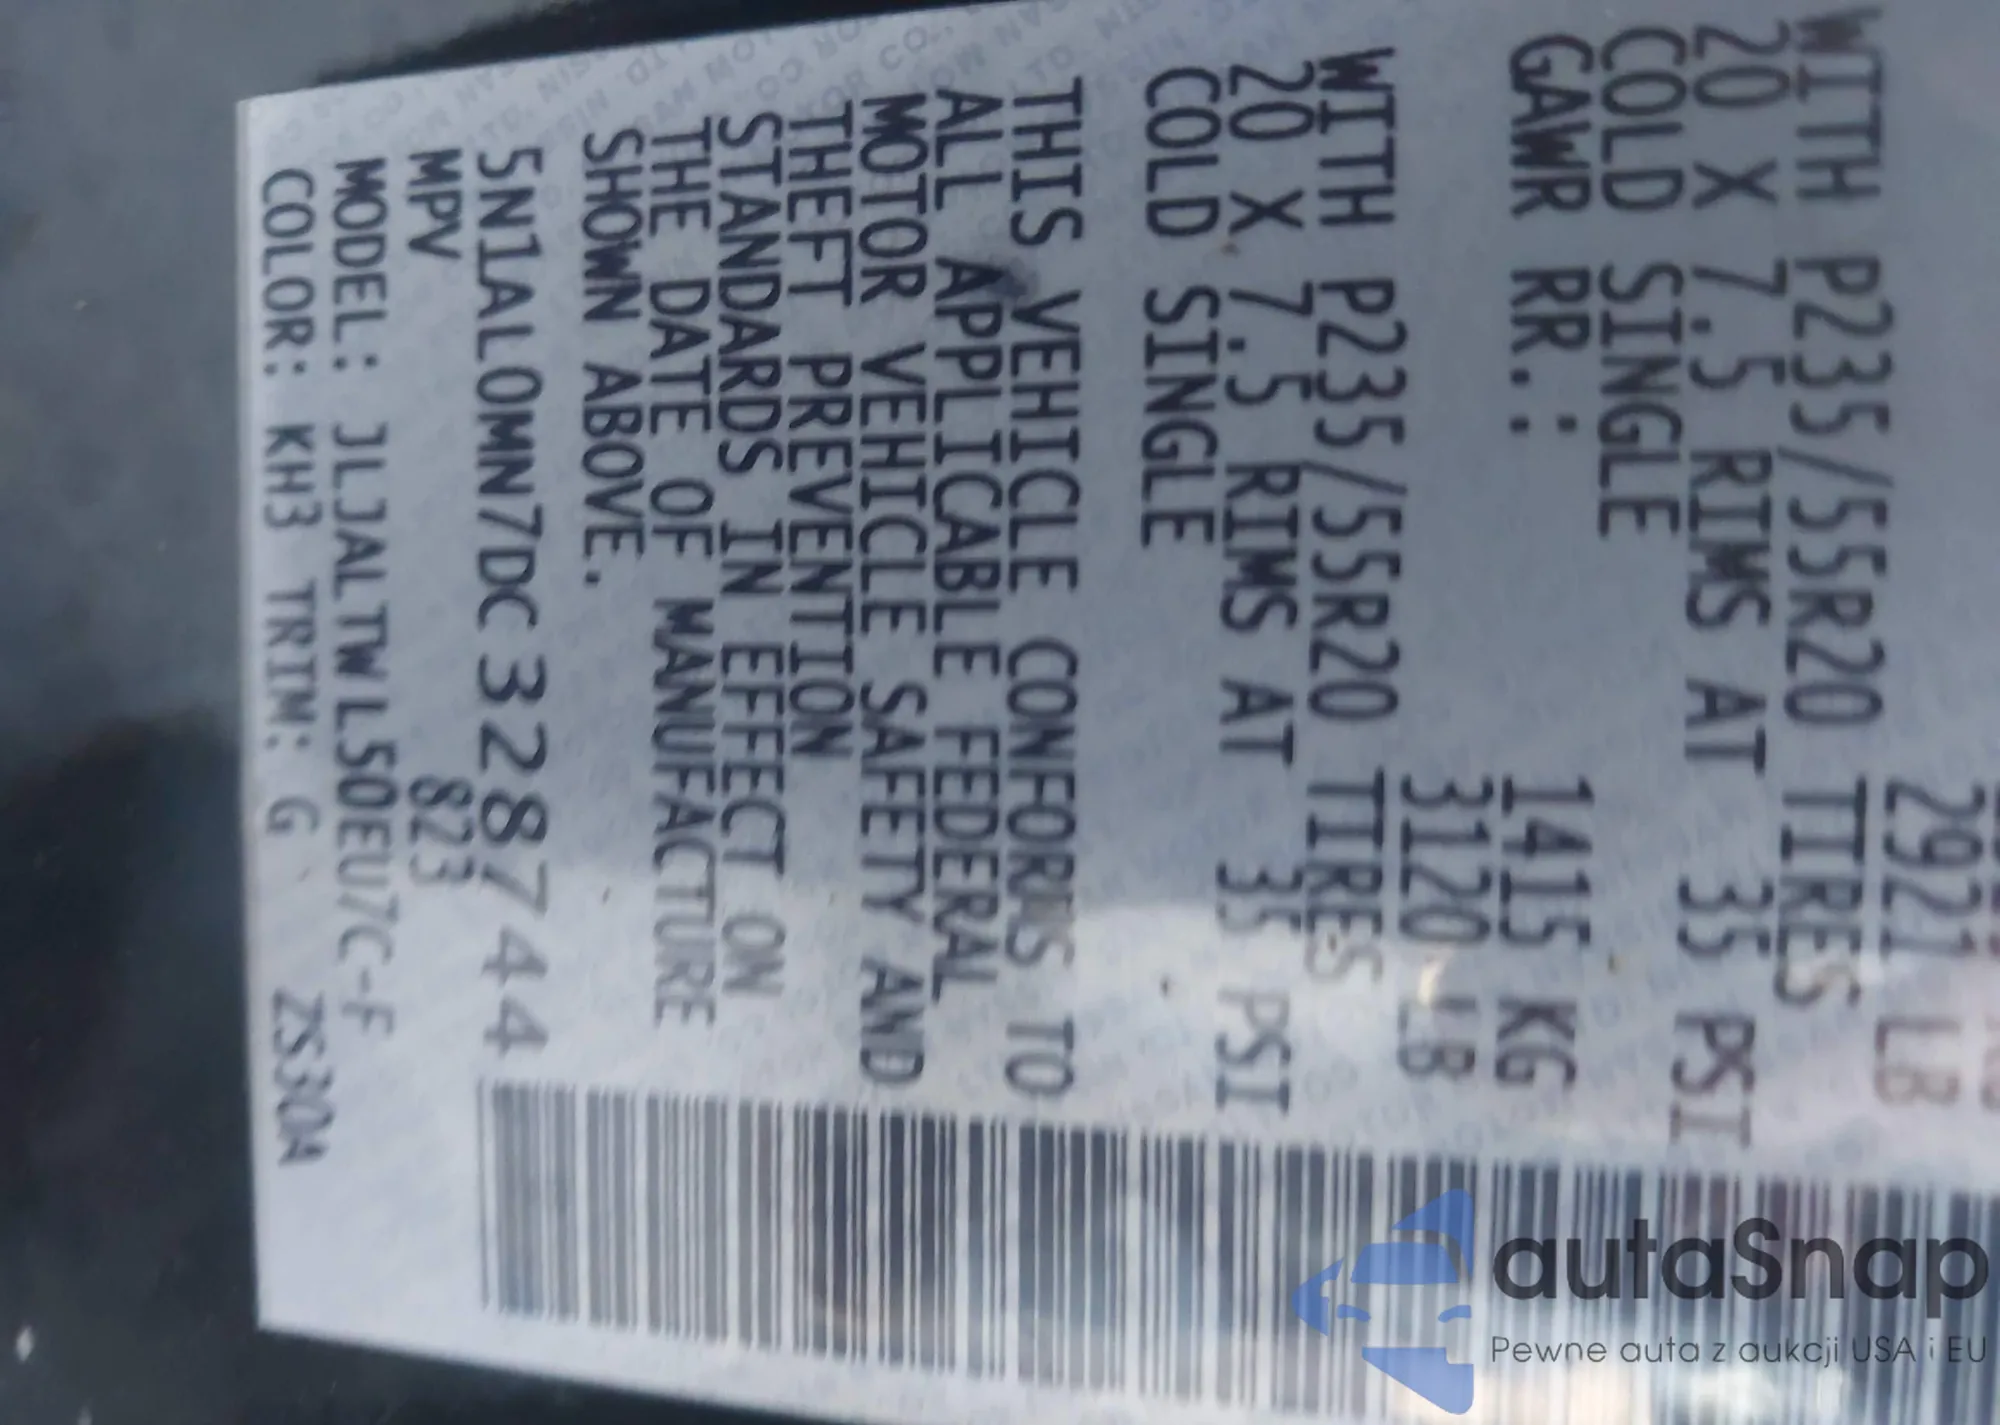 2921 LB
WITH P235/55R20 TIRES
20 X 7.5 RIMS AT 35 PSI
COLD SINGLE
GAWR RR.: 1415 KG
3120 LB
WITH P235/55R20 TIRES
20 X 7.5 RIMS AT 35 PSI
COLD SINGLE
THIS VEHICLE CONFORMS TO
ALL APPLICABLE FEDERAL
MOTOR VEHICLE SAFETY AND
THEFT PREVENTION
STANDARDS IN EFFECT ON
THE DATE OF MANUFACTURE
SHOWN ABOVE.
5N1AL0MN7DC328744
MPV 823
MODEL: JLJALTWL50EU7C-F
COLOR: KH3 TRIM: G ZS30A
autaSnap
Pewne auta z aukcji USA i EU